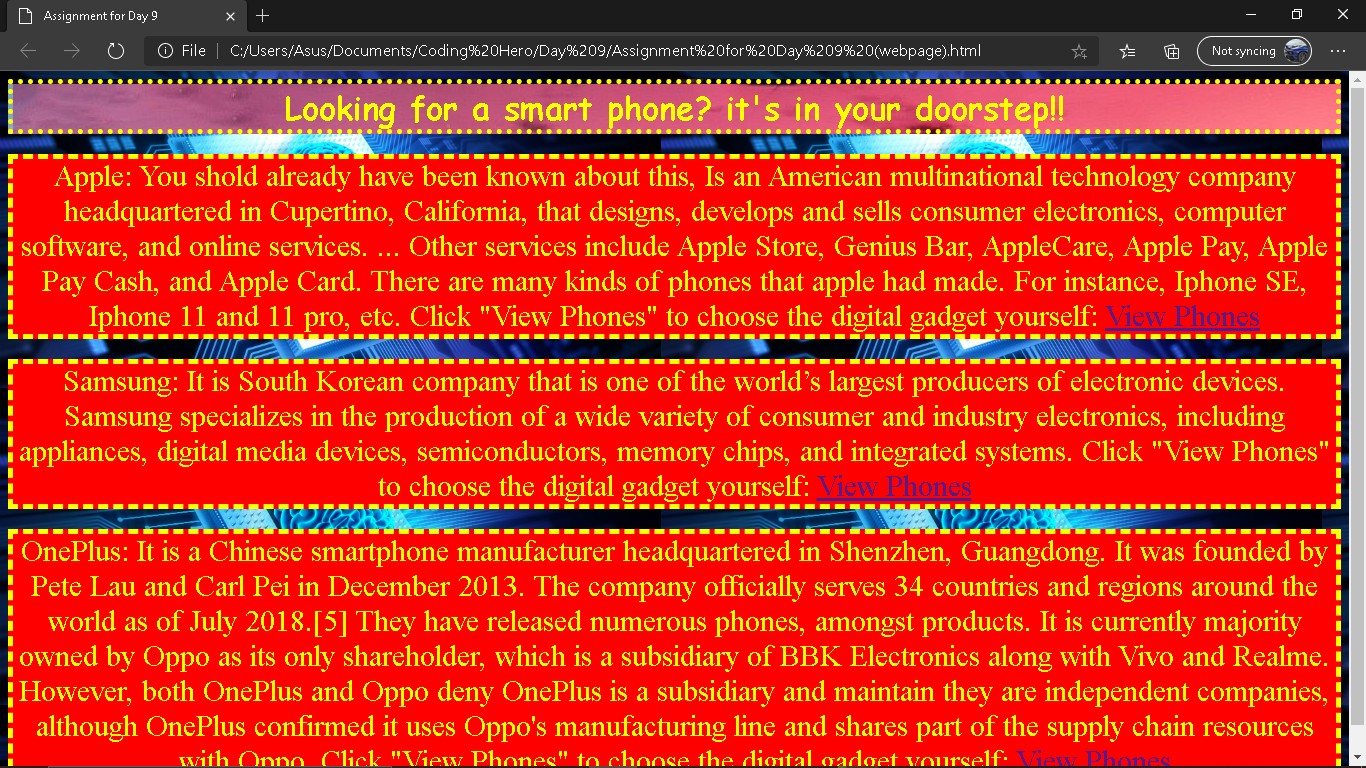 Assignment for Day 9
File
C:/Users/Asus/Documents/Coding%20Hero/Day%209/Assignment%20for%20Day%209%20(webpage).html
Not syncing
Looking for a smart phone? it's in your doorstep!!
Apple: You shold already have been known about this, Is an American multinational technology company
headquartered in Cupertino, California, that designs, develops and sells consumer electronics, computer
software, and online services. ... Other services include Apple Store, Genius Bar, AppleCare, Apple Pay, Apple
Pay Cash, and Apple Card. There are many kinds of phones that apple had made. For instance, Iphone SE,
Iphone 11 and 11 pro, etc. Click "View Phones" to choose the digital gadget yourself: View Phones
Samsung: It is South Korean company that is one of the world’s largest producers of electronic devices.
Samsung specializes in the production of a wide variety of consumer and industry electronics, including
appliances, digital media devices, semiconductors, memory chips, and integrated systems. Click "View Phones"
to choose the digital gadget yourself: View Phones
OnePlus: It is a Chinese smartphone manufacturer headquartered in Shenzhen, Guangdong. It was founded by
Pete Lau and Carl Pei in December 2013. The company officially serves 34 countries and regions around the
world as of July 2018.[5] They have released numerous phones, amongst products. It is currently majority
owned by Oppo as its only shareholder, which is a subsidiary of BBK Electronics along with Vivo and Realme.
However, both OnePlus and Oppo deny OnePlus is a subsidiary and maintain they are independent companies,
although OnePlus confirmed it uses Oppo's manufacturing line and shares part of the supply chain resources
with Oppo. Click "View Phones" to choose the digital gadget yourself: View Phones